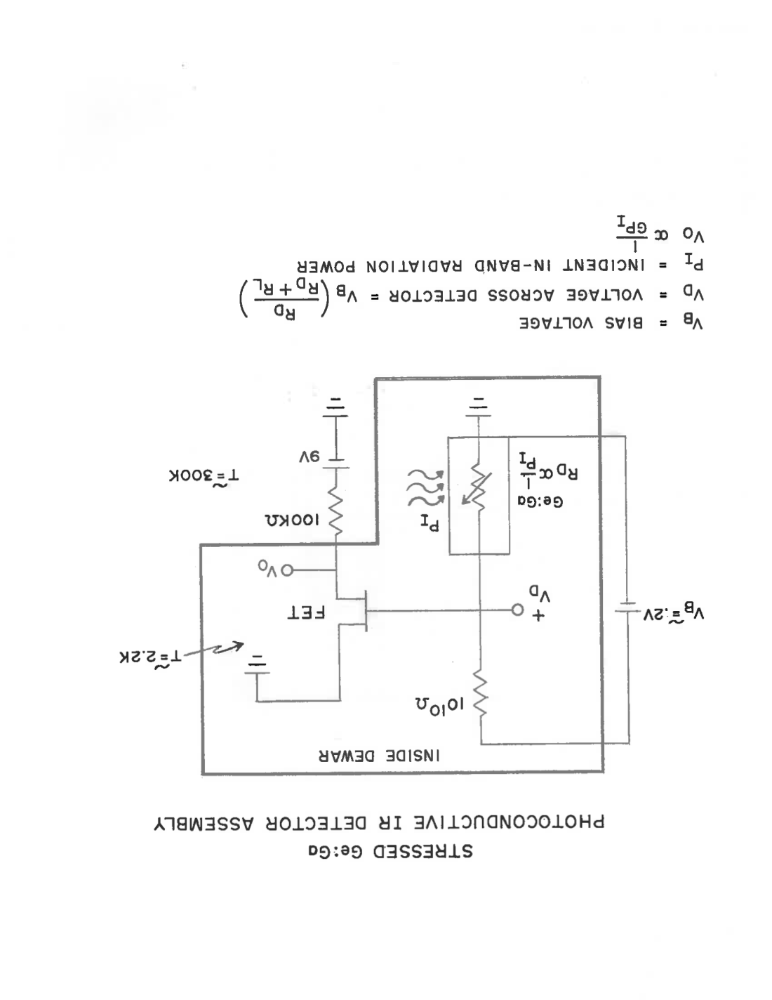 STRESSED Ge:Ga
PHOTOCONDUCTIVE IR DETECTOR ASSEMBLY
INSIDE DEWAR
10¹⁰Ω
T≅2.2K
V_B≅.2V
+
V_D
FET
V_O
P_I
Ge:Ga
R_D ∝ 1/P_I
100KΩ
T≅300K
9V
V_B = BIAS VOLTAGE
V_D = VOLTAGE ACROSS DETECTOR = V_B (R_D / (R_D + R_L))
P_I = INCIDENT IN-BAND RADIATION POWER
V_O ∝ 1/GP_I